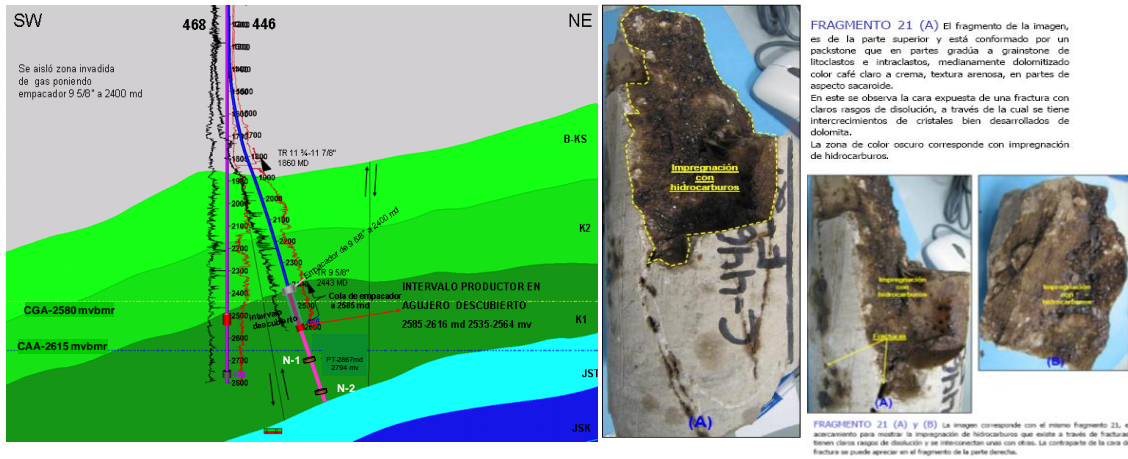 SW
468
446
NE
Se aisló zona invadida
de gas poniendo
empacador 9 5/8" a 2400 md
B-KS
TR 11 ¾-11 7/8"
1860 MD
K2
Empacador de 9 5/8" a 2400 md
TR 9 5/8"
2443 MD
Cola de empacador
a 2585 md
INTERVALO PRODUCTOR EN
AGUJERO DESCUBIERTO
2585-2616 md 2535-2564 mv
Intervalo
descubierto
CGA-2580 mvbmr
K1
CAA-2615 mvbmr
N-1
PT-2867md
2794 mv
N-2
JST
JSK
Impregnación
con
hidrocarburos
(A)
FRAGMENTO 21 (A) El fragmento de la imagen,
es de la parte superior y está conformado por un
packstone que en partes gradúa a grainstone de
litoclastos e intraclastos, medianamente dolomitizado
color café claro a crema, textura arenosa, en partes de
aspecto sacaroide.
En este se observa la cara expuesta de una fractura con
claros rasgos de disolución, a través de la cual se tiene
intercrecimientos de cristales bien desarrollados de
dolomita.
La zona de color oscuro corresponde con impregnación
de hidrocarburos.
Impregnación
con
hidrocarburos
Fracturas
(A)
Impregnación
con
hidrocarburos
(B)
FRAGMENTO 21 (A) y (B) La imagen corresponde con el mismo fragmento 21, e
acercamiento para mostrar la impregnación de hidrocarburos que existe a través de fracturas
tienen claros rasgos de disolución y se interconectan unas con otras. La contraparte de la cara de
fractura se puede apreciar en el fragmento de la parte derecha.